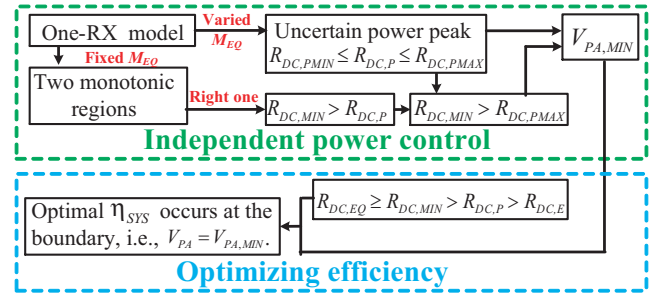 One-RX model
Varied
M_EQ
Uncertain power peak
R_DC,PMIN ≤ R_DC,P ≤ R_DC,PMAX
V_PA,MIN
Fixed M_EQ
Two monotonic
regions
Right one
R_DC,MIN > R_DC,P
R_DC,MIN > R_DC,PMAX
Independent power control
Optimal η_SYS occurs at the
boundary, i.e., V_PA = V_PA,MIN.
R_DC,EQ ≥ R_DC,MIN > R_DC,P > R_DC,E
Optimizing efficiency